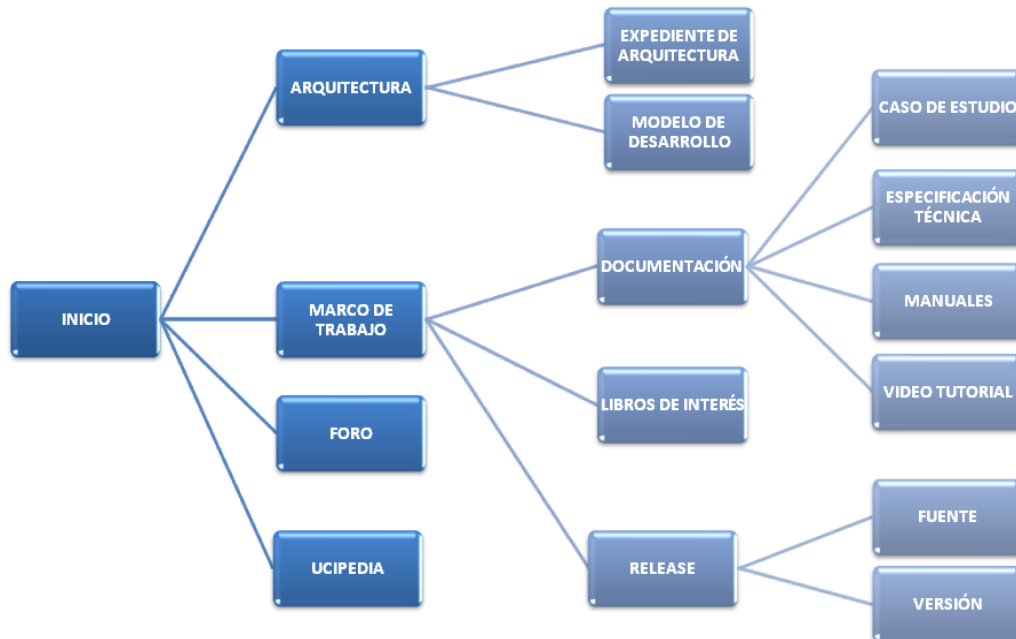 INICIO
ARQUITECTURA
EXPEDIENTE DE
ARQUITECTURA
MODELO DE
DESARROLLO
MARCO DE
TRABAJO
DOCUMENTACIÓN
CASO DE ESTUDIO
ESPECIFICACIÓN
TÉCNICA
MANUALES
VIDEO TUTORIAL
LIBROS DE INTERÉS
RELEASE
FUENTE
VERSIÓN
FORO
UCIPEDIA